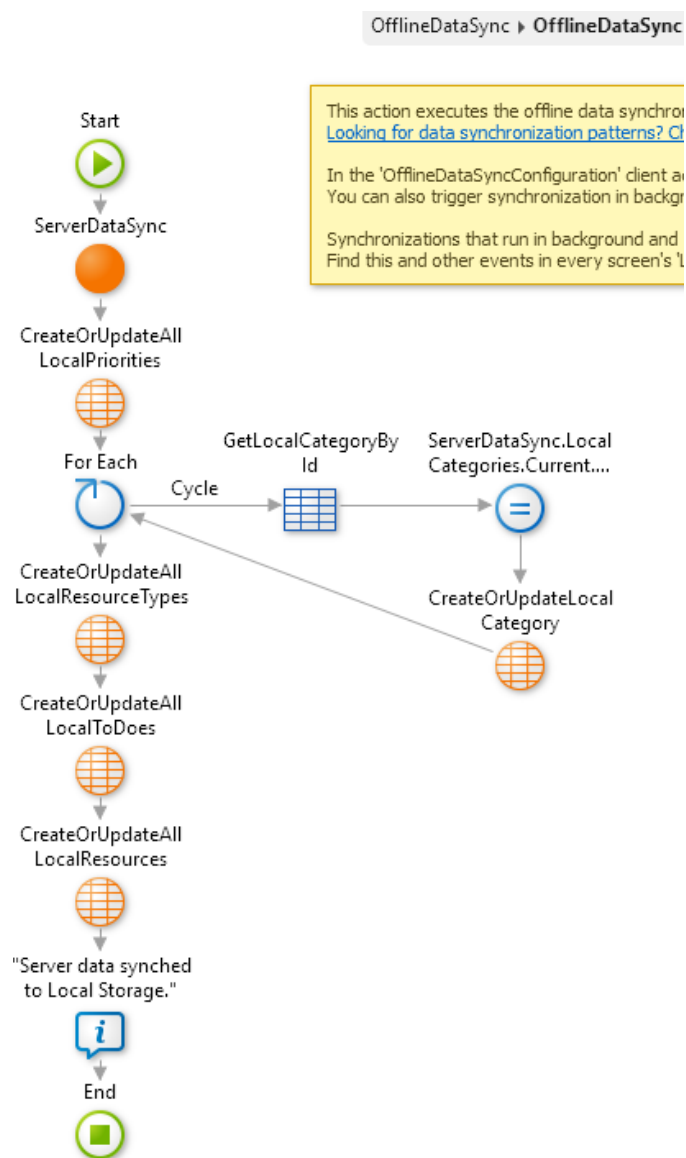 OfflineDataSync ▸ OfflineDataSync
This action executes the offline data synchro
Looking for data synchronization patterns? Ch
In the 'OfflineDataSyncConfiguration' client a
You can also trigger synchronization in backg
Synchronizations that run in background and
Find this and other events in every screen's 'L
Start
ServerDataSync
CreateOrUpdateAll
LocalPriorities
For Each
Cycle
GetLocalCategoryBy
Id
ServerDataSync.Local
Categories.Current....
CreateOrUpdateLocal
Category
CreateOrUpdateAll
LocalResourceTypes
CreateOrUpdateAll
LocalToDoes
CreateOrUpdateAll
LocalResources
"Server data synched
to Local Storage."
End